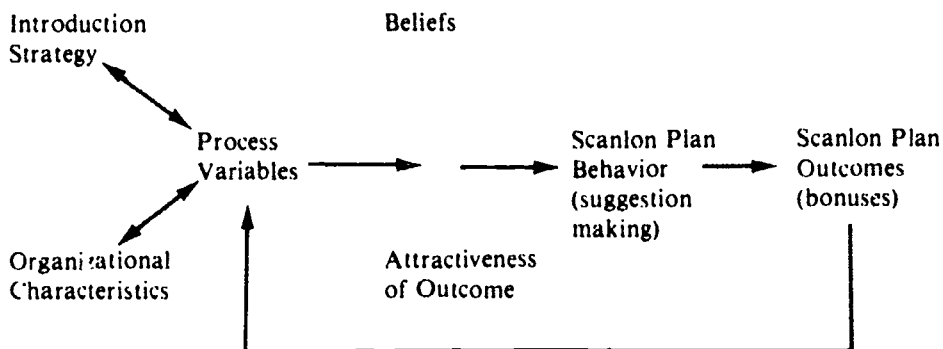 Introduction
Strategy
Beliefs
Process
Variables
Scanlon Plan
Behavior
(suggestion
making)
Scanlon Plan
Outcomes
(bonuses)
Organizational
Characteristics
Attractiveness
of Outcome